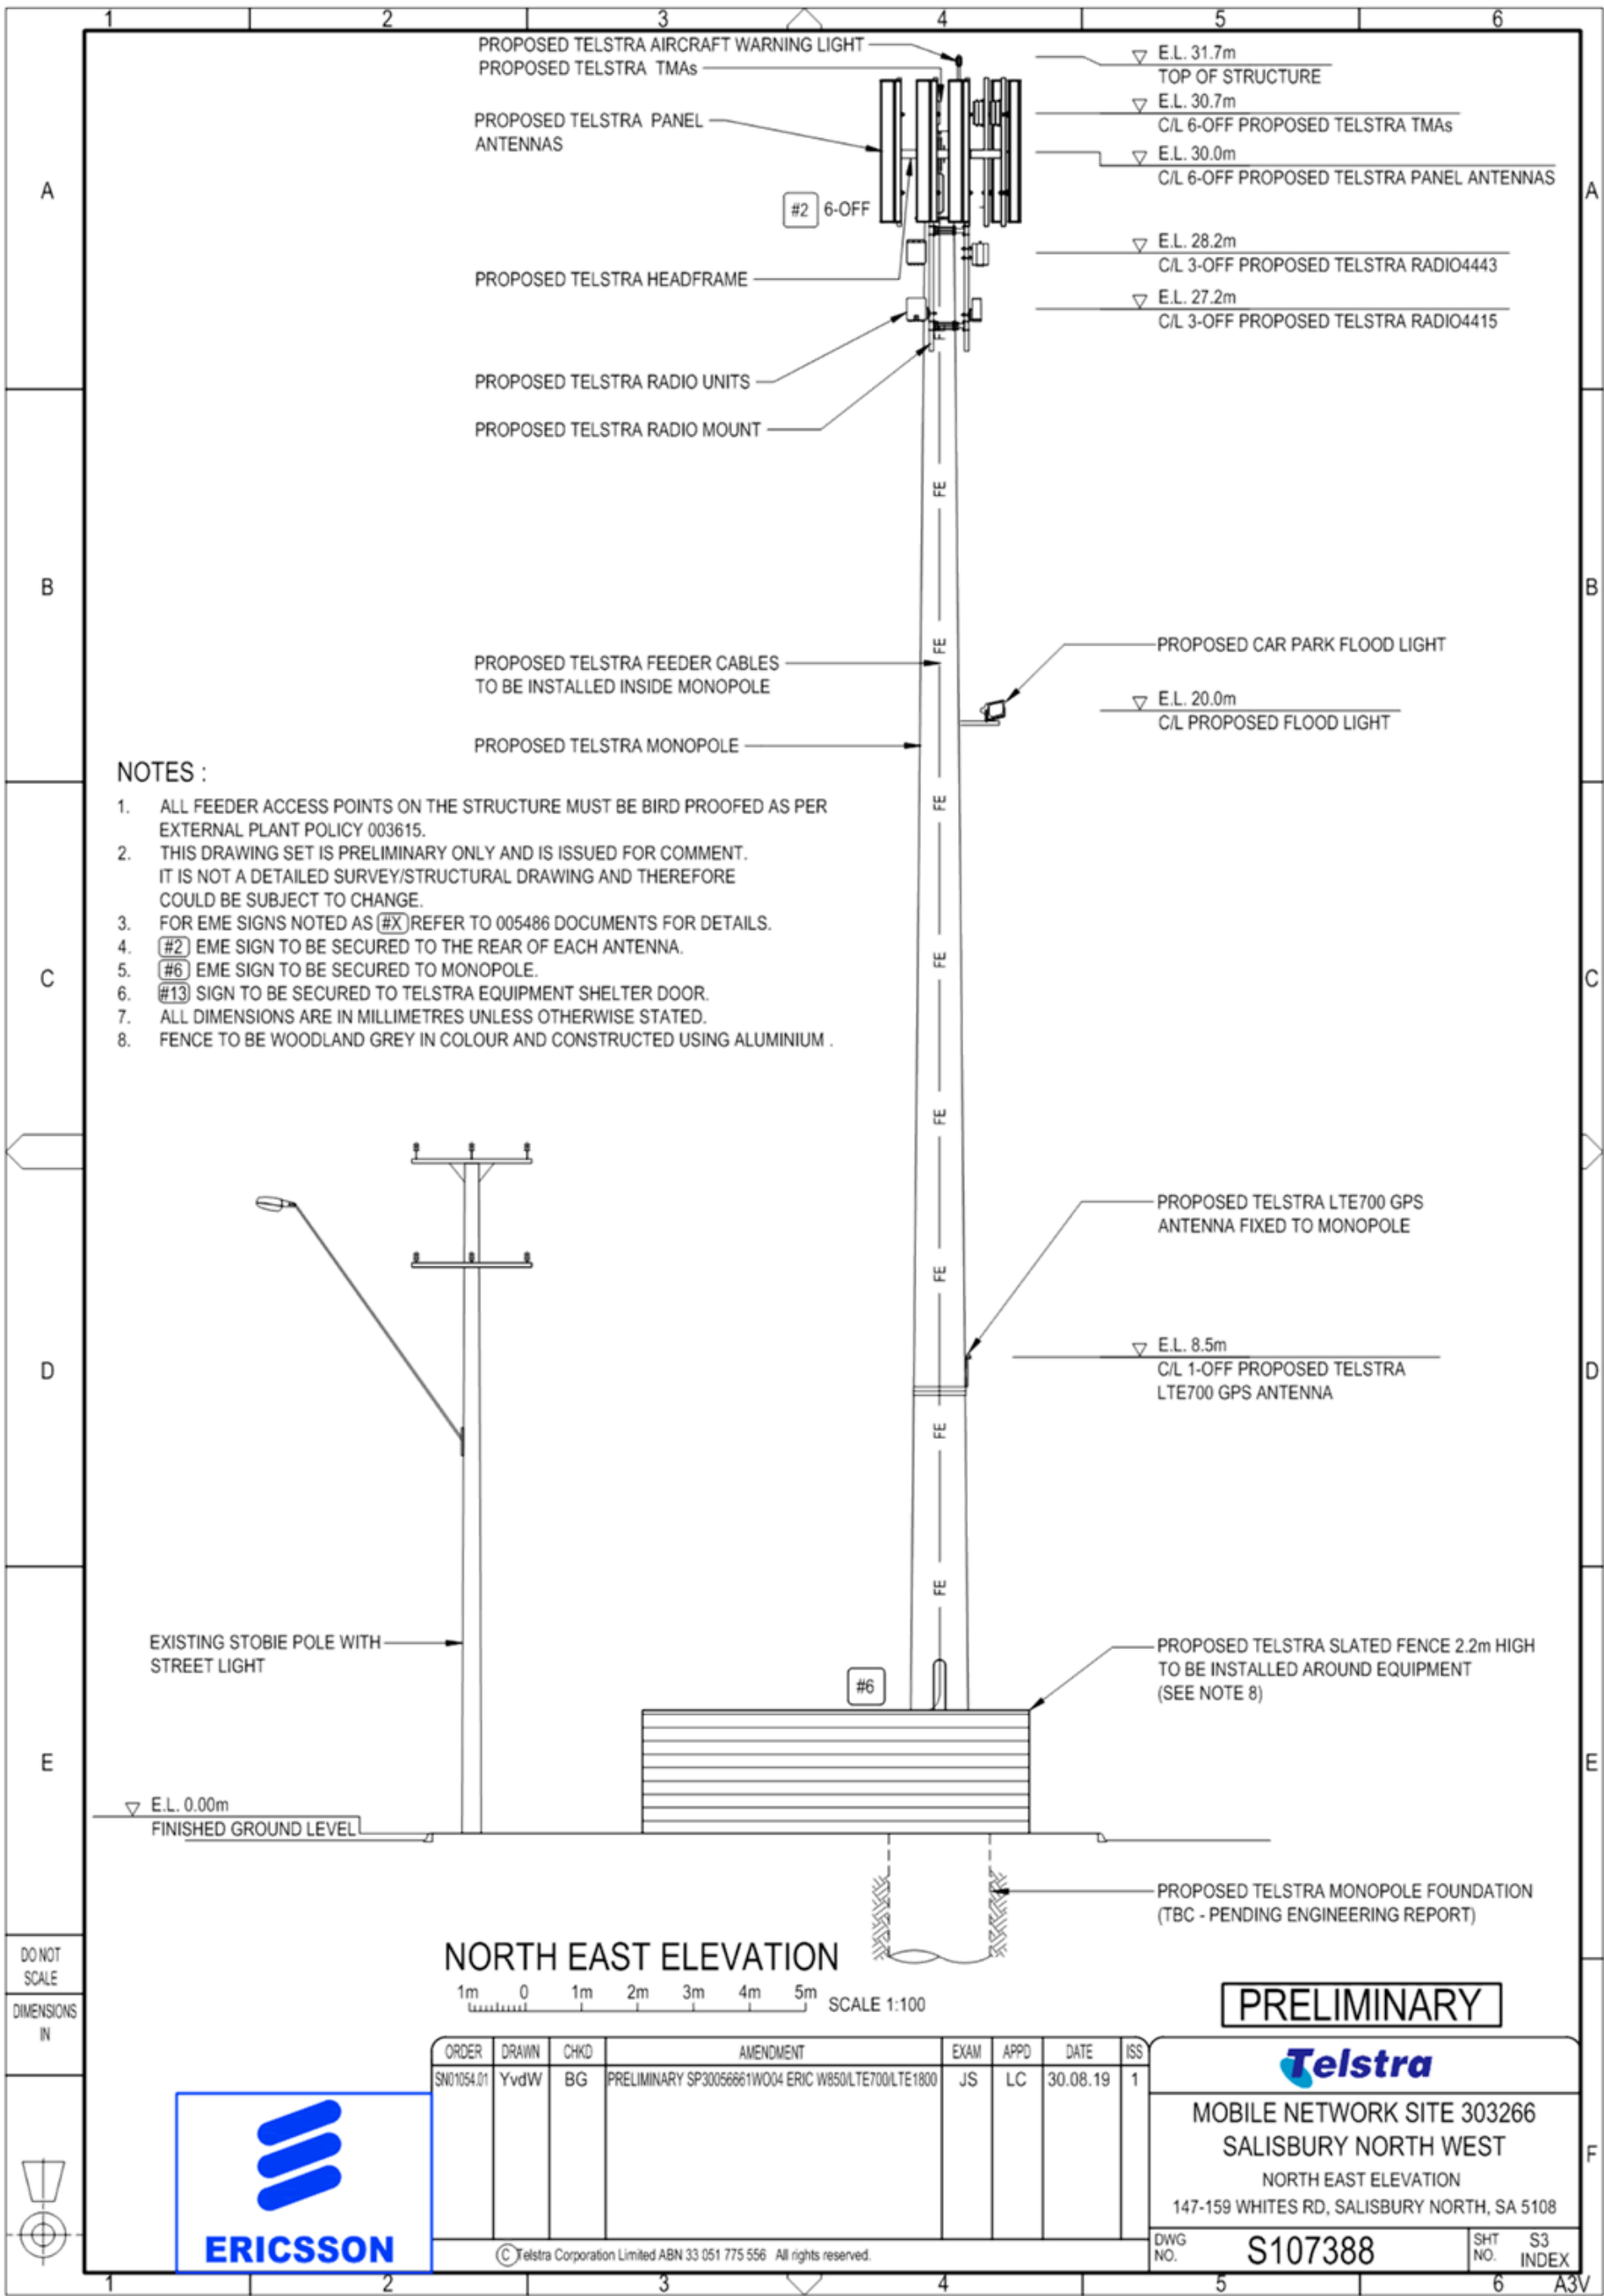 1 2 3 4 5 6
PROPOSED TELSTRA AIRCRAFT WARNING LIGHT
PROPOSED TELSTRA TMAs
PROPOSED TELSTRA PANEL
ANTENNAS
#2 6-OFF
PROPOSED TELSTRA HEADFRAME
PROPOSED TELSTRA RADIO UNITS
PROPOSED TELSTRA RADIO MOUNT
E.L. 31.7m
TOP OF STRUCTURE
E.L. 30.7m
C/L 6-OFF PROPOSED TELSTRA TMAs
E.L. 30.0m
C/L 6-OFF PROPOSED TELSTRA PANEL ANTENNAS
E.L. 28.2m
C/L 3-OFF PROPOSED TELSTRA RADIO4443
E.L. 27.2m
C/L 3-OFF PROPOSED TELSTRA RADIO4415
A A
B B
FE
FE
PROPOSED TELSTRA FEEDER CABLES
TO BE INSTALLED INSIDE MONOPOLE
PROPOSED TELSTRA MONOPOLE
PROPOSED CAR PARK FLOOD LIGHT
E.L. 20.0m
C/L PROPOSED FLOOD LIGHT
NOTES :
1. ALL FEEDER ACCESS POINTS ON THE STRUCTURE MUST BE BIRD PROOFED AS PER
EXTERNAL PLANT POLICY 003615.
2. THIS DRAWING SET IS PRELIMINARY ONLY AND IS ISSUED FOR COMMENT.
IT IS NOT A DETAILED SURVEY/STRUCTURAL DRAWING AND THEREFORE
COULD BE SUBJECT TO CHANGE.
3. FOR EME SIGNS NOTED AS #X REFER TO 005486 DOCUMENTS FOR DETAILS.
4. #2 EME SIGN TO BE SECURED TO THE REAR OF EACH ANTENNA.
5. #6 EME SIGN TO BE SECURED TO MONOPOLE.
6. #13 SIGN TO BE SECURED TO TELSTRA EQUIPMENT SHELTER DOOR.
7. ALL DIMENSIONS ARE IN MILLIMETRES UNLESS OTHERWISE STATED.
8. FENCE TO BE WOODLAND GREY IN COLOUR AND CONSTRUCTED USING ALUMINIUM .
FE
FE
C C
FE
FE
PROPOSED TELSTRA LTE700 GPS
ANTENNA FIXED TO MONOPOLE
E.L. 8.5m
C/L 1-OFF PROPOSED TELSTRA
LTE700 GPS ANTENNA
D D
FE
FE
EXISTING STOBIE POLE WITH
STREET LIGHT
#6
PROPOSED TELSTRA SLATED FENCE 2.2m HIGH
TO BE INSTALLED AROUND EQUIPMENT
(SEE NOTE 8)
E E
E.L. 0.00m
FINISHED GROUND LEVEL
PROPOSED TELSTRA MONOPOLE FOUNDATION
(TBC - PENDING ENGINEERING REPORT)
DO NOT
SCALE
DIMENSIONS
IN
NORTH EAST ELEVATION
1m 0 1m 2m 3m 4m 5m SCALE 1:100
PRELIMINARY
ORDER DRAWN CHKD AMENDMENT EXAM APPD DATE ISS
SN01054.01 YvdW BG PRELIMINARY SP30056661WO04 ERIC W850/LTE700/LTE1800 JS LC 30.08.19 1
Telstra
MOBILE NETWORK SITE 303266
SALISBURY NORTH WEST
NORTH EAST ELEVATION
147-159 WHITES RD, SALISBURY NORTH, SA 5108
F
ERICSSON
© Telstra Corporation Limited ABN 33 051 775 556 All rights reserved.
DWG
NO.
S107388
SHT
NO.
S3
INDEX
1 2 3 4 5 6 A3V